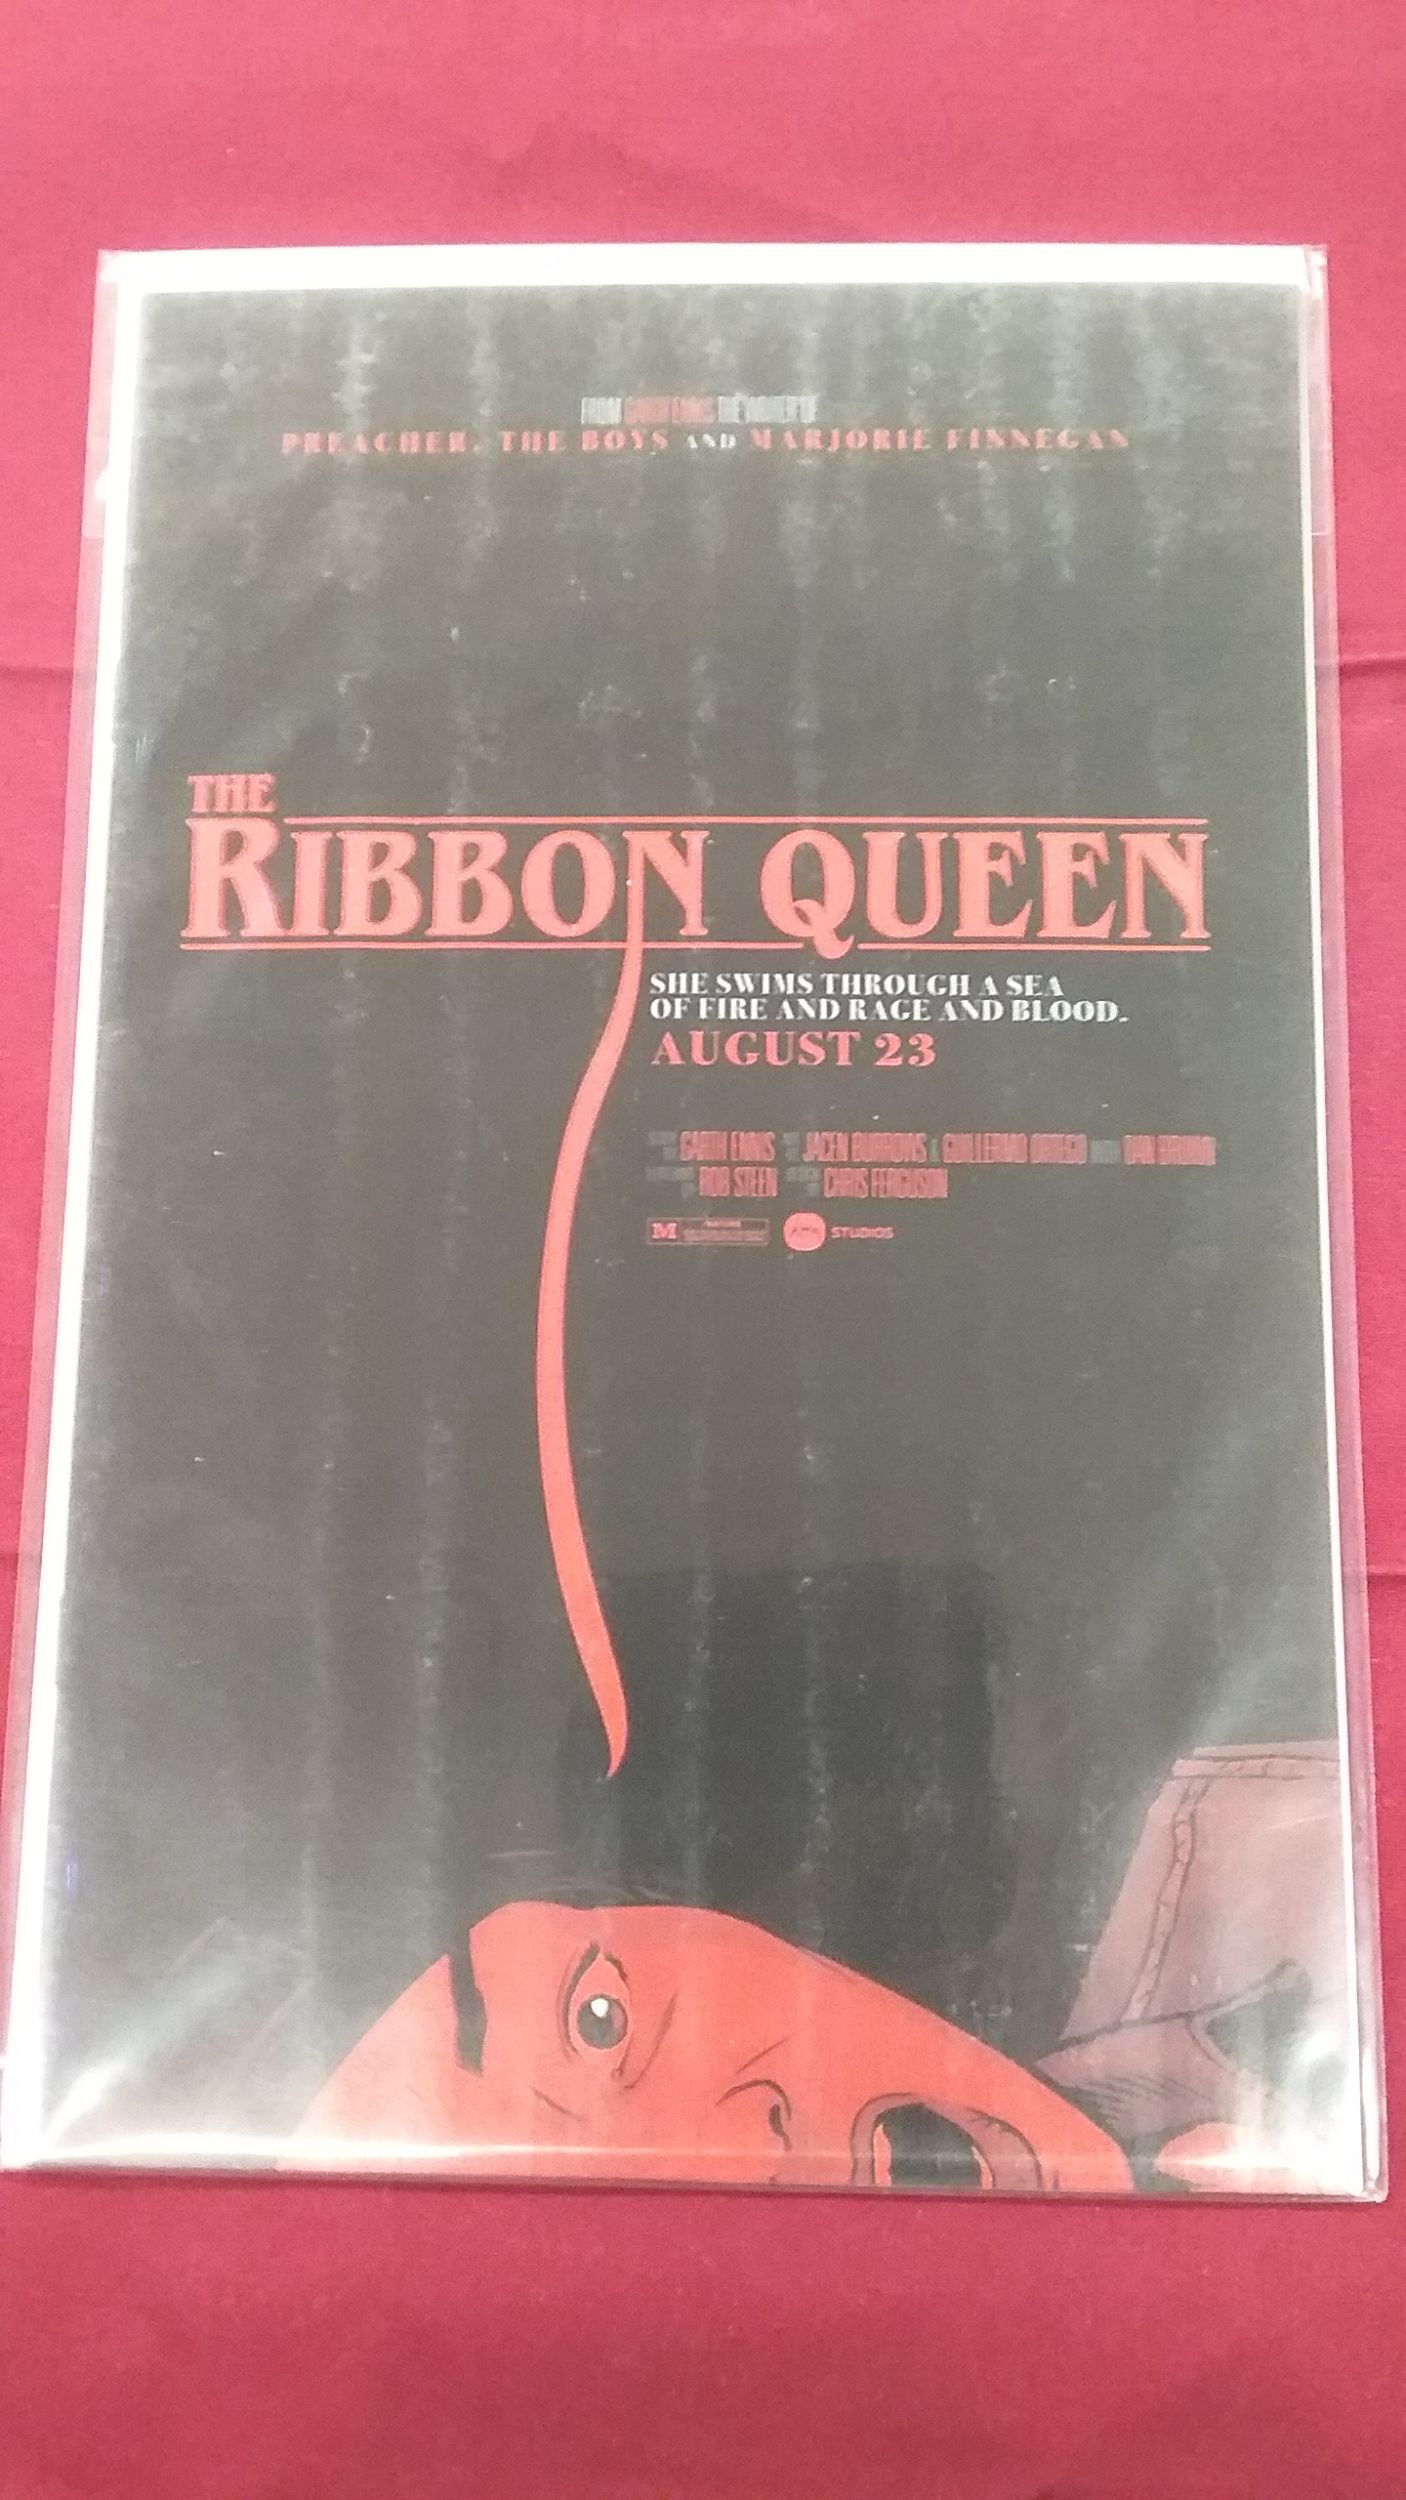 FROM GARTH ENNIS THE WRITER OF
PREACHER, THE BOYS AND MARJORIE FINNEGAN
THE
RIBBON QUEEN
SHE SWIMS THROUGH A SEA
OF FIRE AND RAGE AND BLOOD.
AUGUST 23
GARTH ENNIS JACEN BURROWS & GUILLERMO ORTEGO WITH DAN BROWN
ROB STEEN CHRIS FERGUSON
M MATURE
STUDIOS